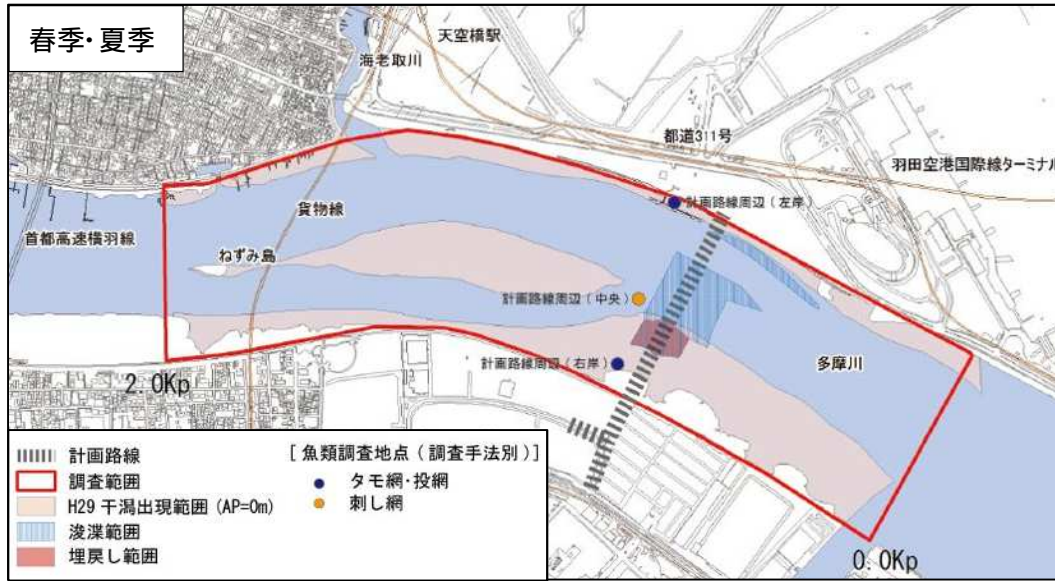 春季・夏季
天空橋駅
海老取川
都道311号
羽田空港国際線ターミナル
計画路線周辺(左岸)
貨物線
首都高速横羽線
ねずみ島
計画路線周辺(中央)
計画路線周辺(右岸)
多摩川
2.0Kp
0.0Kp
計画路線
調査範囲
H29 干潟出現範囲 (AP=0m)
浚渫範囲
埋戻し範囲
[ 魚類調査地点 ( 調査手法別 ) ]
タモ網・投網
刺し網